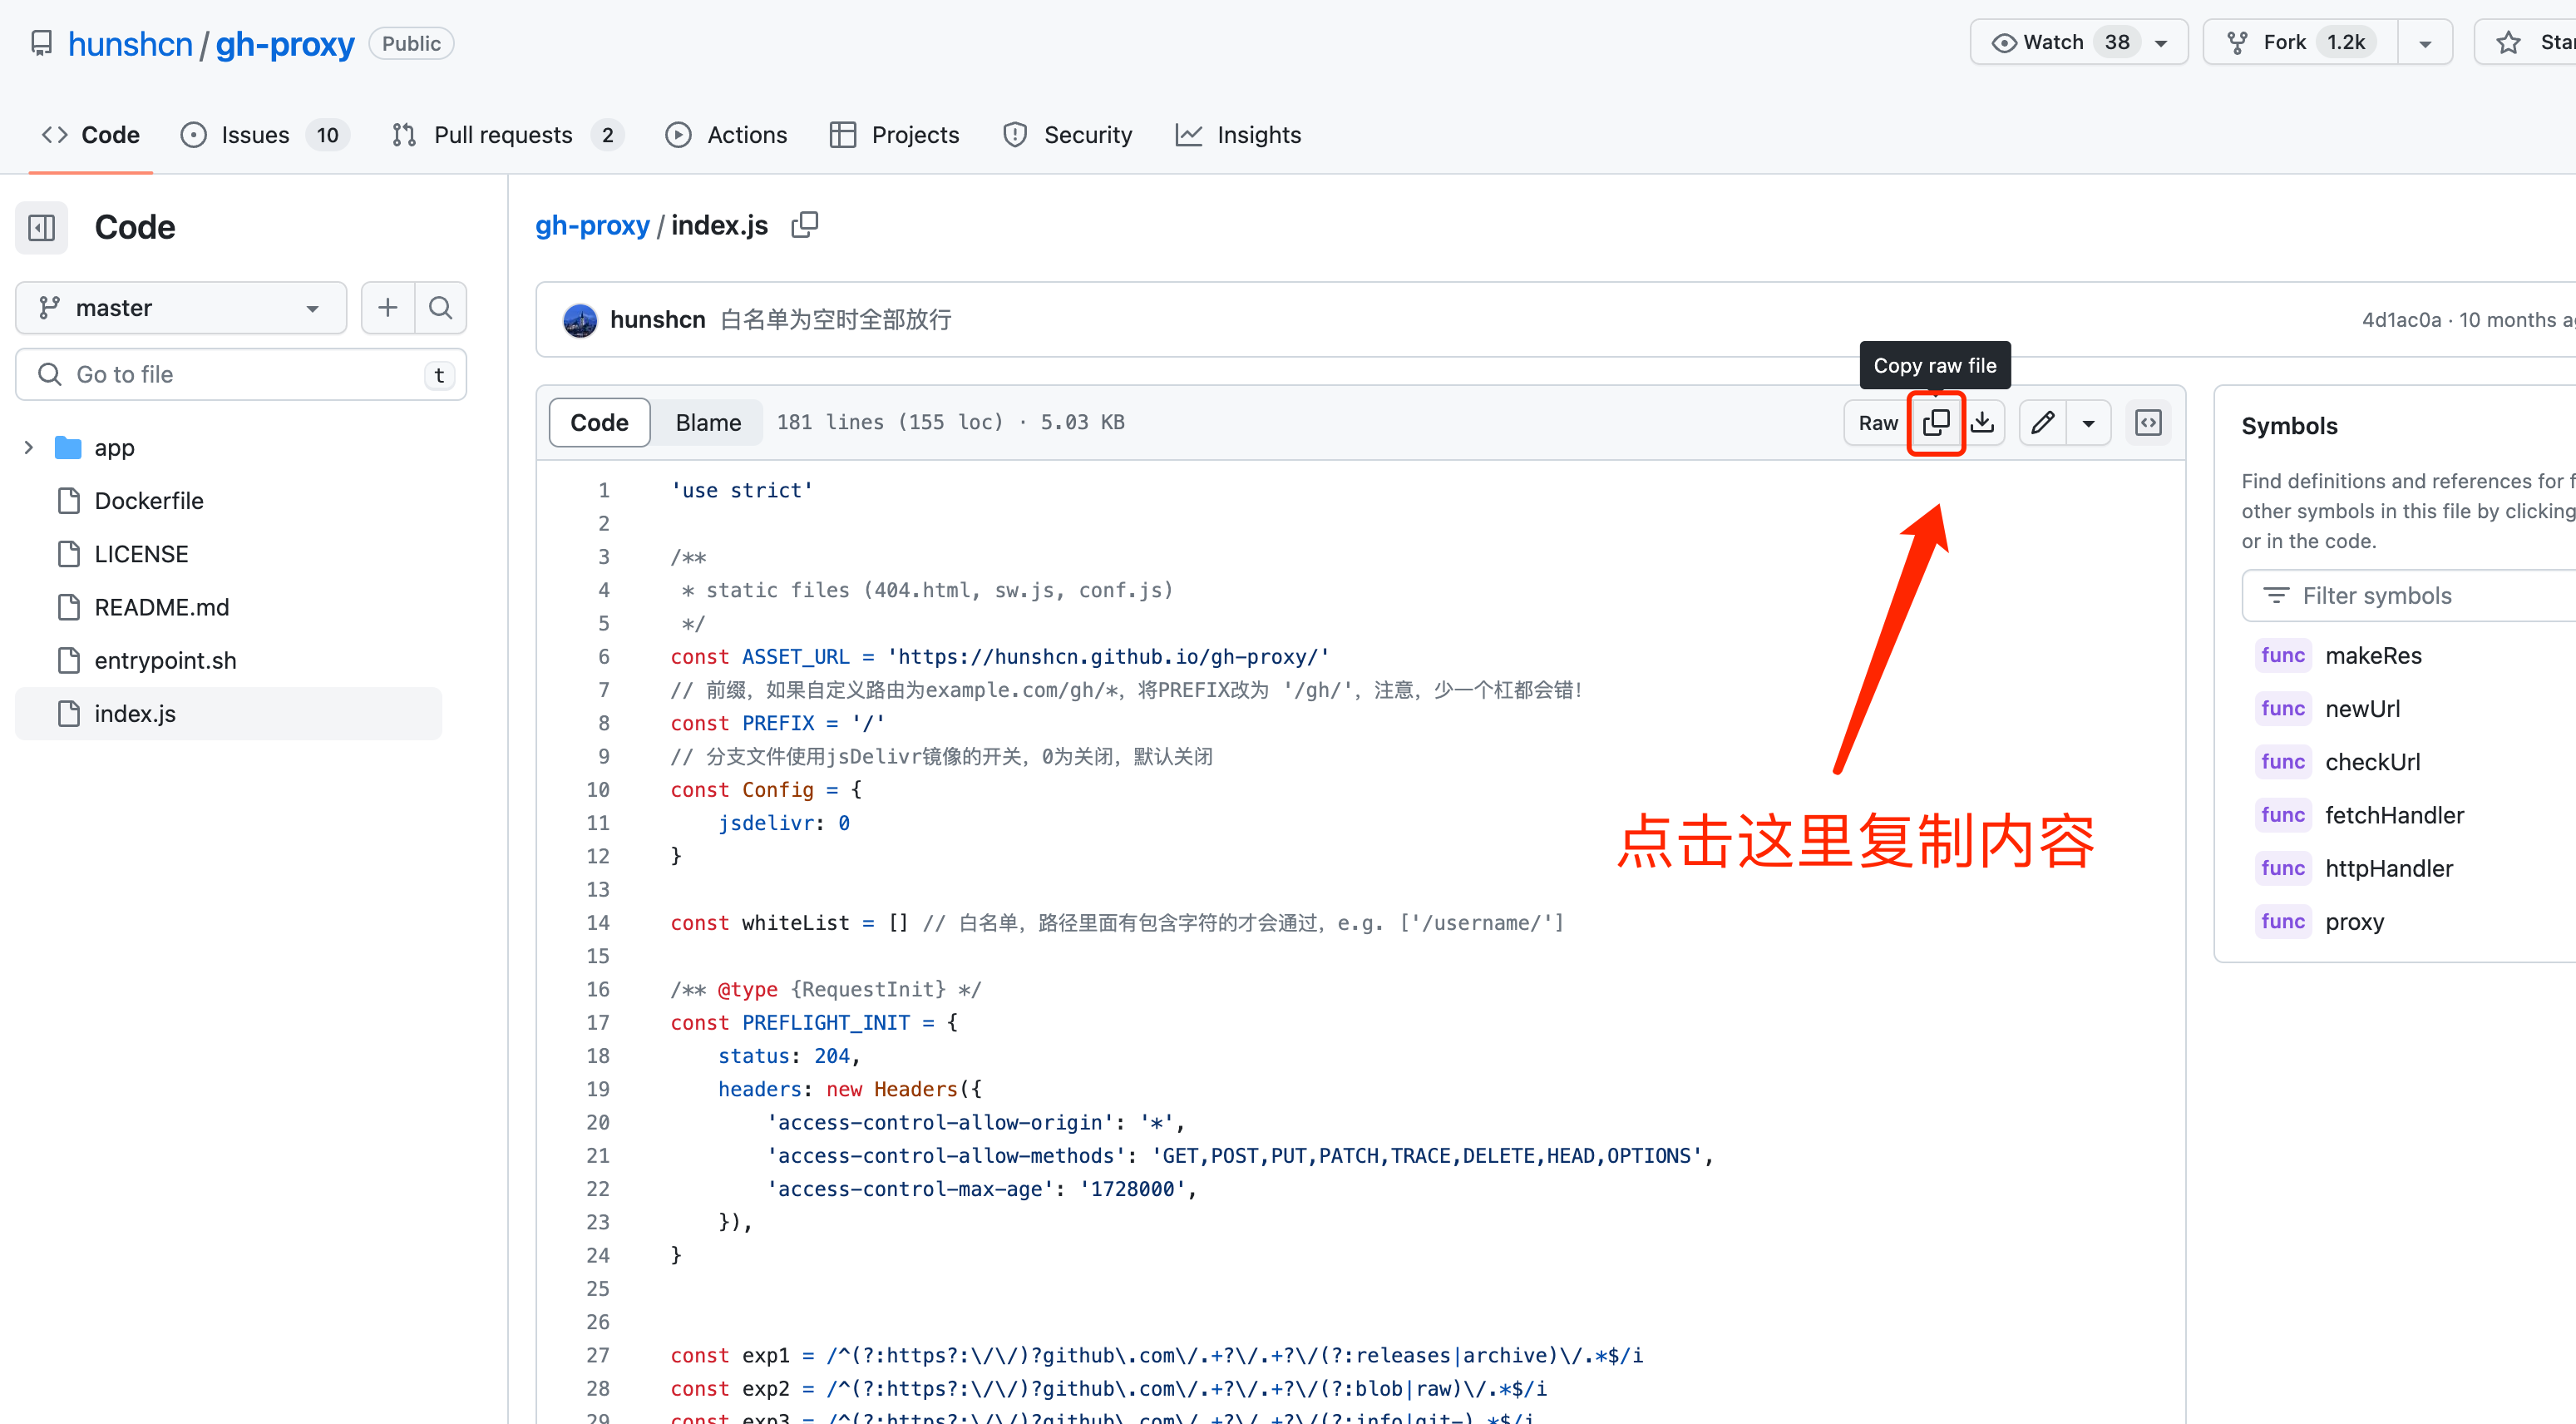 hunshcn / gh-proxy Public
Watch 38
Fork 1.2k
Code
Issues 10
Pull requests 2
Actions
Projects
Security
Insights
Code
master
Go to file t
app
Dockerfile
LICENSE
README.md
entrypoint.sh
index.js
gh-proxy / index.js
hunshcn 白名单为空时全部放行
4d1ac0a · 10 months
Copy raw file
Code Blame 181 lines (155 loc) · 5.03 KB
Raw
1 'use strict'
2
3 /**
4 * static files (404.html, sw.js, conf.js)
5 */
6 const ASSET_URL = 'https://hunshcn.github.io/gh-proxy/'
7 // 前缀，如果自定义路由为example.com/gh/*，将PREFIX改为 '/gh/'，注意，少一个杠都会错！
8 const PREFIX = '/'
9 // 分支文件使用jsDelivr镜像的开关，0为关闭，默认关闭
10 const Config = {
11 jsdelivr: 0
12 }
13
14 const whiteList = [] // 白名单，路径里面有包含字符的才会通过，e.g. ['/username/']
15
16 /** @type {RequestInit} */
17 const PREFLIGHT_INIT = {
18 status: 204,
19 headers: new Headers({
20 'access-control-allow-origin': '*',
21 'access-control-allow-methods': 'GET,POST,PUT,PATCH,TRACE,DELETE,HEAD,OPTIONS',
22 'access-control-max-age': '1728000',
23 }),
24 }
25
26
27 const exp1 = /^(?:https?:\/\/)?github\.com\/.+?\/.+?\/(?:releases|archive)\/.*$/i
28 const exp2 = /^(?:https?:\/\/)?github\.com\/.+?\/.+?\/(?:blob|raw)\/.*$/i
29 const exp3 = /^(?:https?:\/\/)?github\.com\/.+?\/.+?\/(?:info|git-).*$/i
点击这里复制内容
Symbols
Find definitions and references for
other symbols in this file by clicking
or in the code.
Filter symbols
func makeRes
func newUrl
func checkUrl
func fetchHandler
func httpHandler
func proxy